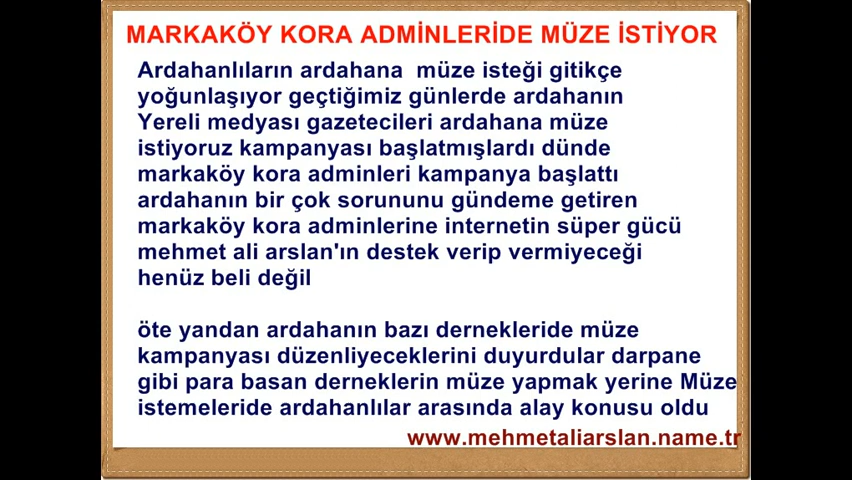 MARKAKÖY KORA ADMİNLERİDE MÜZE İSTİYOR
Ardahanlıların ardahana müze isteği gitikçe
yoğunlaşıyor geçtiğimiz günlerde ardahanın
Yereli medyası gazetecileri ardahana müze
istiyoruz kampanyası başlatmışlardı dünde
markaköy kora adminleri kampanya başlattı
ardahanın bir çok sorununu gündeme getiren
markaköy kora adminlerine internetin süper gücü
mehmet ali arslan'ın destek verip vermiyeceği
henüz beli değil
öte yandan ardahanın bazı dernekleride müze
kampanyası düzenliyeceklerini duyurdular darpane
gibi para basan derneklerin müze yapmak yerine Müze
istemeleride ardahanlılar arasında alay konusu oldu
www.mehmetaliarslan.name.tr